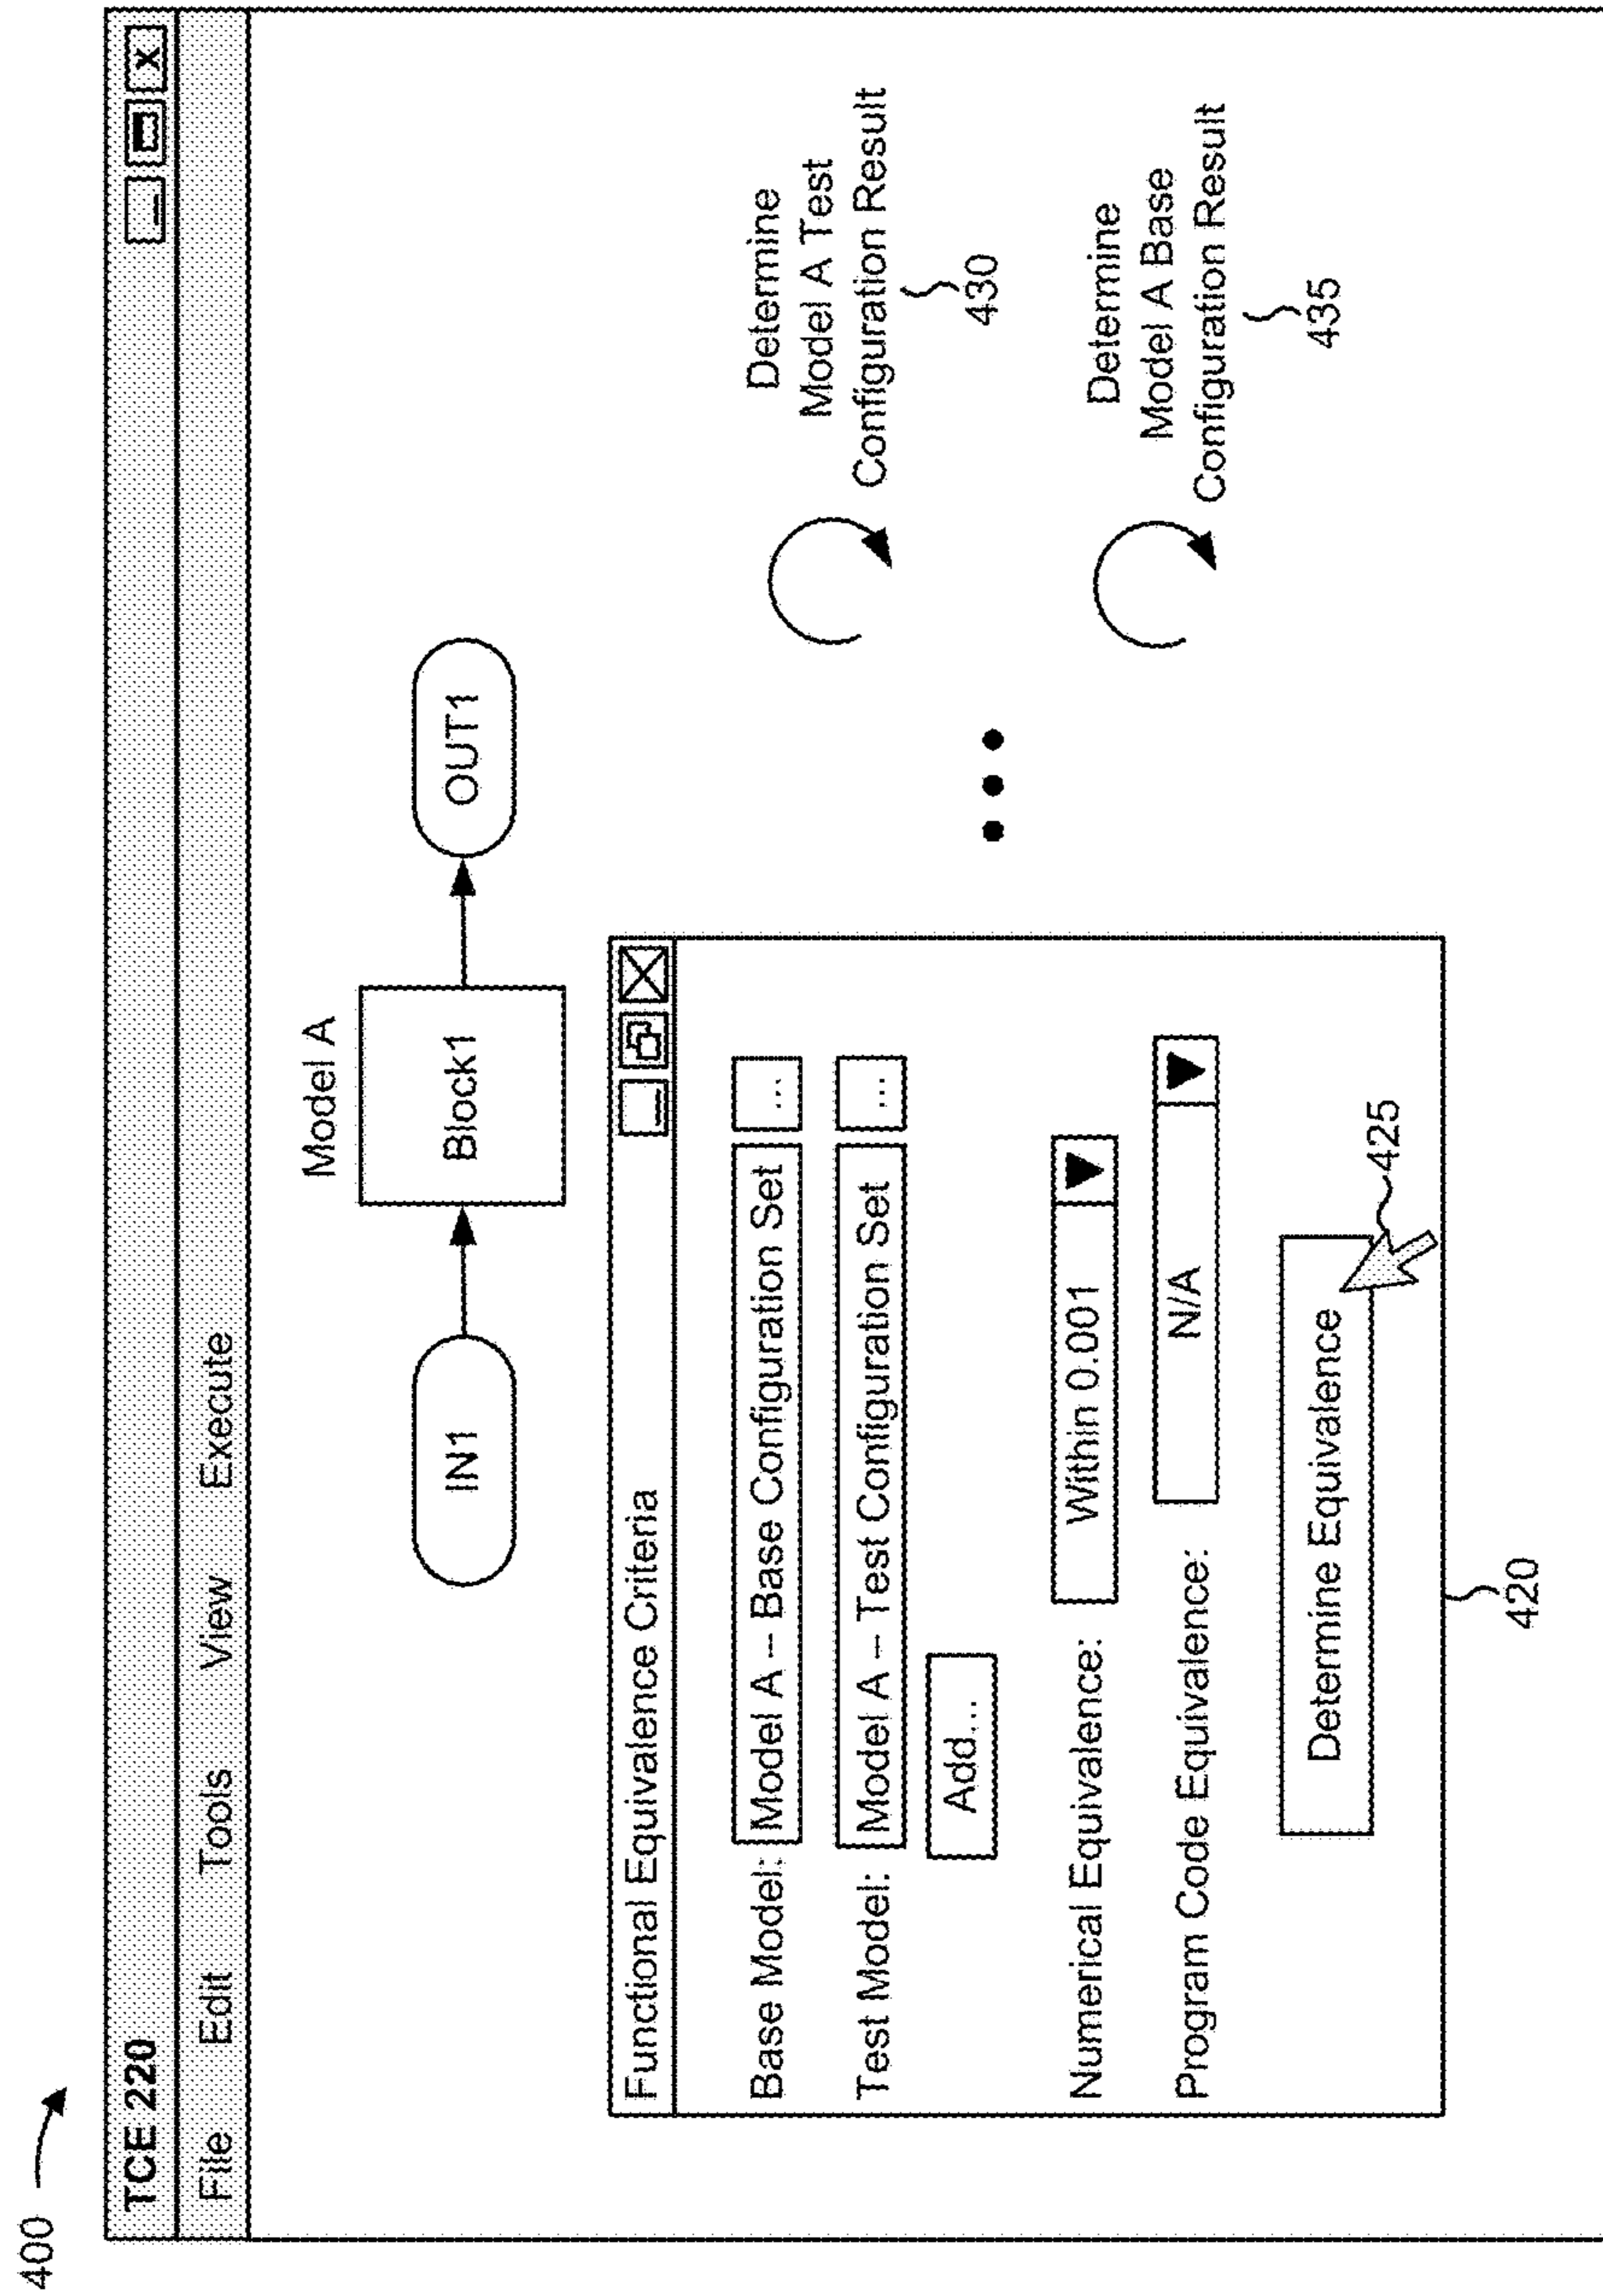 400
TCE 220
File Edit Tools View Execute
Model A
IN1
Block1
OUT1
Functional Equivalence Criteria
Base Model: Model A -- Base Configuration Set ...
Test Model: Model A -- Test Configuration Set ...
Add...
Numerical Equivalence: Within 0.001
Program Code Equivalence: N/A
Determine Equivalence
425
420
Determine
Model A Test
Configuration Result
430
Determine
Model A Base
Configuration Result
435